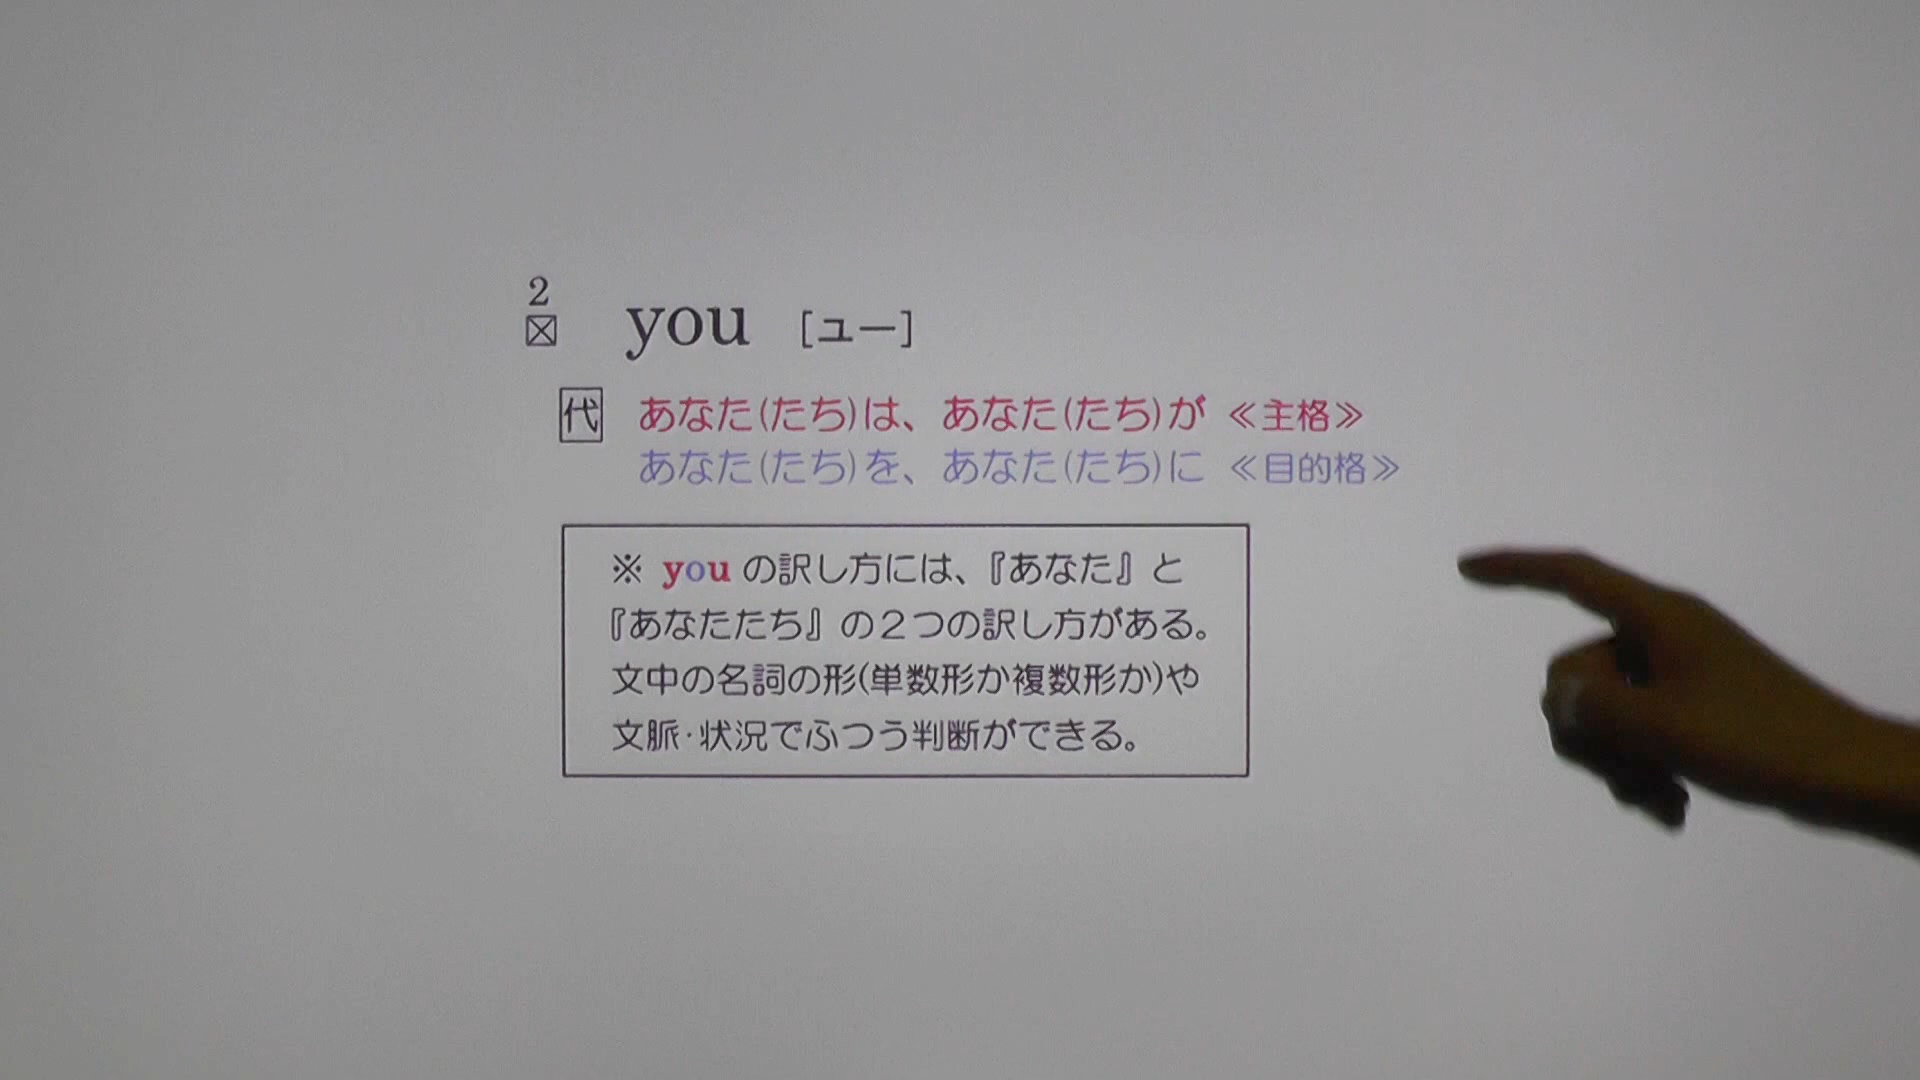 2
☒ you [ユー]
代 あなた(たち)は、あなた(たち)が ≪主格≫
あなた(たち)を、あなた(たち)に ≪目的格≫
※ you の訳し方には、『あなた』と
『あなたたち』の２つの訳し方がある。
文中の名詞の形(単数形か複数形か)や
文脈・状況でふつう判断ができる。